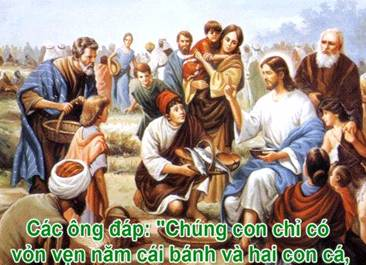 Các ông đáp: "Chúng con chỉ có
vỏn vẹn năm cái bánh và hai con cá,